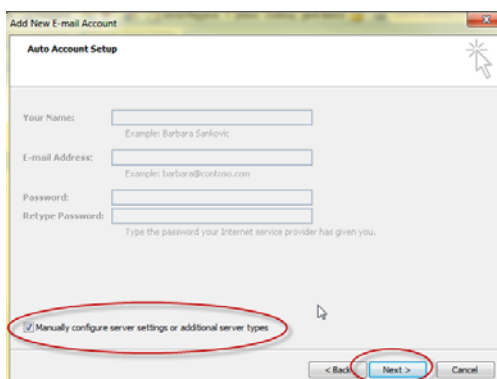 Add New E-mail Account
Auto Account Setup
Your Name:
Example: Barbara Sankovic
E-mail Address:
Example: barbara@contoso.com
Password:
Retype Password:
Type the password your Internet service provider has given you.
Manually configure server settings or additional server types
< Back
Next >
Cancel